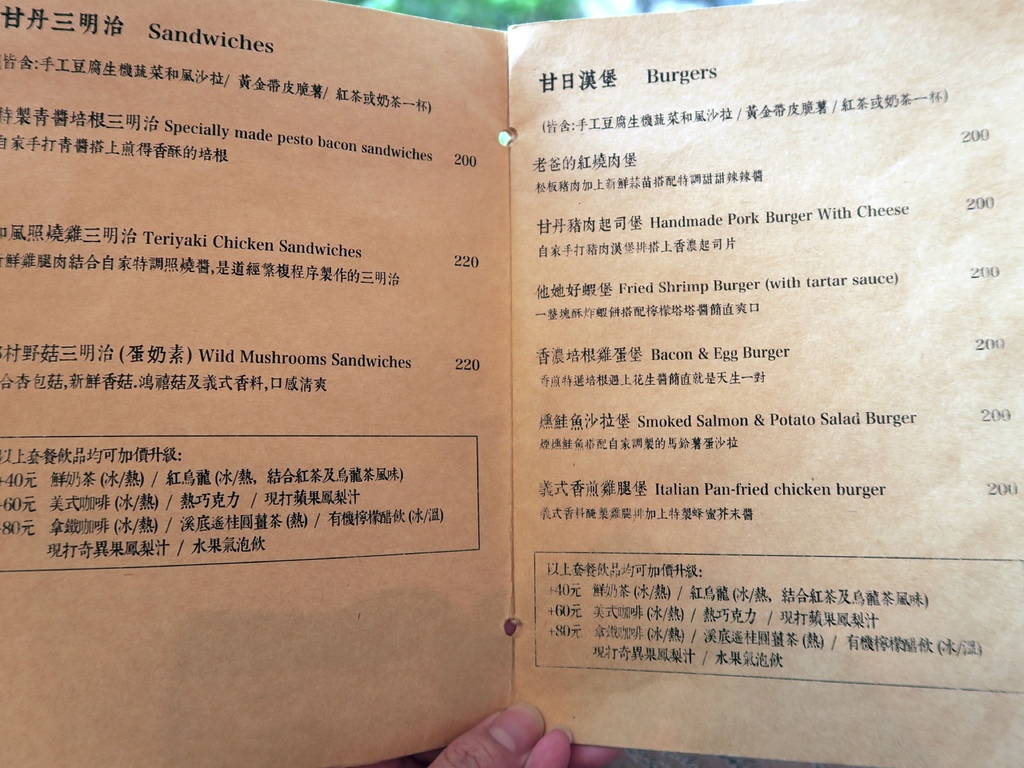 甘丹三明治 Sandwiches
(皆含:手工豆腐生機蔬菜和風沙拉/ 黃金帶皮脆薯/ 紅茶或奶茶一杯)
特製青醬培根三明治 Specially made pesto bacon sandwiches 200
自家手打青醬搭上煎得香酥的培根
和風照燒雞三明治 Teriyaki Chicken Sandwiches 220
新鮮雞腿肉結合自家特調照燒醬,是道經繁複程序製作的三明治
村野菇三明治(蛋奶素) Wild Mushrooms Sandwiches 220
合杏包菇,新鮮香菇.鴻禧菇及義式香料,口感清爽
以上套餐飲品均可加價升級:
+40元 鮮奶茶(冰/熱) / 紅烏龍(冰/熱, 結合紅茶及烏龍茶風味)
+60元 美式咖啡(冰/熱) / 熱巧克力 / 現打蘋果鳳梨汁
+80元 拿鐵咖啡(冰/熱) / 溪底遙桂圓薑茶(熱) / 有機檸檬醋飲(冰/溫)
現打奇異果鳳梨汁 / 水果氣泡飲
甘日漢堡 Burgers
(皆含:手工豆腐生機蔬菜和風沙拉/黃金帶皮脆薯/紅茶或奶茶一杯)
老爸的紅燒肉堡 200
松板豬肉加上新鮮蒜苗搭配特調甜甜辣辣醬
甘丹豬肉起司堡 Handmade Pork Burger With Cheese 200
自家手打豬肉漢堡排搭上香濃起司片
他她好蝦堡 Fried Shrimp Burger (with tartar sauce) 200
一整塊酥炸蝦餅搭配檸檬塔塔醬簡直爽口
香濃培根雞蛋堡 Bacon & Egg Burger 200
香煎特選培根遇上花生醬簡直就是天生一對
燻鮭魚沙拉堡 Smoked Salmon & Potato Salad Burger 200
煙燻鮭魚搭配自家調製的馬鈴薯蛋沙拉
義式香煎雞腿堡 Italian Pan-fried chicken burger 200
義式香料醃製雞腿排加上特製蜂蜜芥末醬
以上套餐飲品均可加價升級:
+40元 鮮奶茶(冰/熱) / 紅烏龍(冰/熱, 結合紅茶及烏龍茶風味)
+60元 美式咖啡(冰/熱) / 熱巧克力 / 現打蘋果鳳梨汁
+80元 拿鐵咖啡(冰/熱) / 溪底遙桂圓薑茶(熱) / 有機檸檬醋飲(冰/溫)
現打奇異果鳳梨汁 / 水果氣泡飲